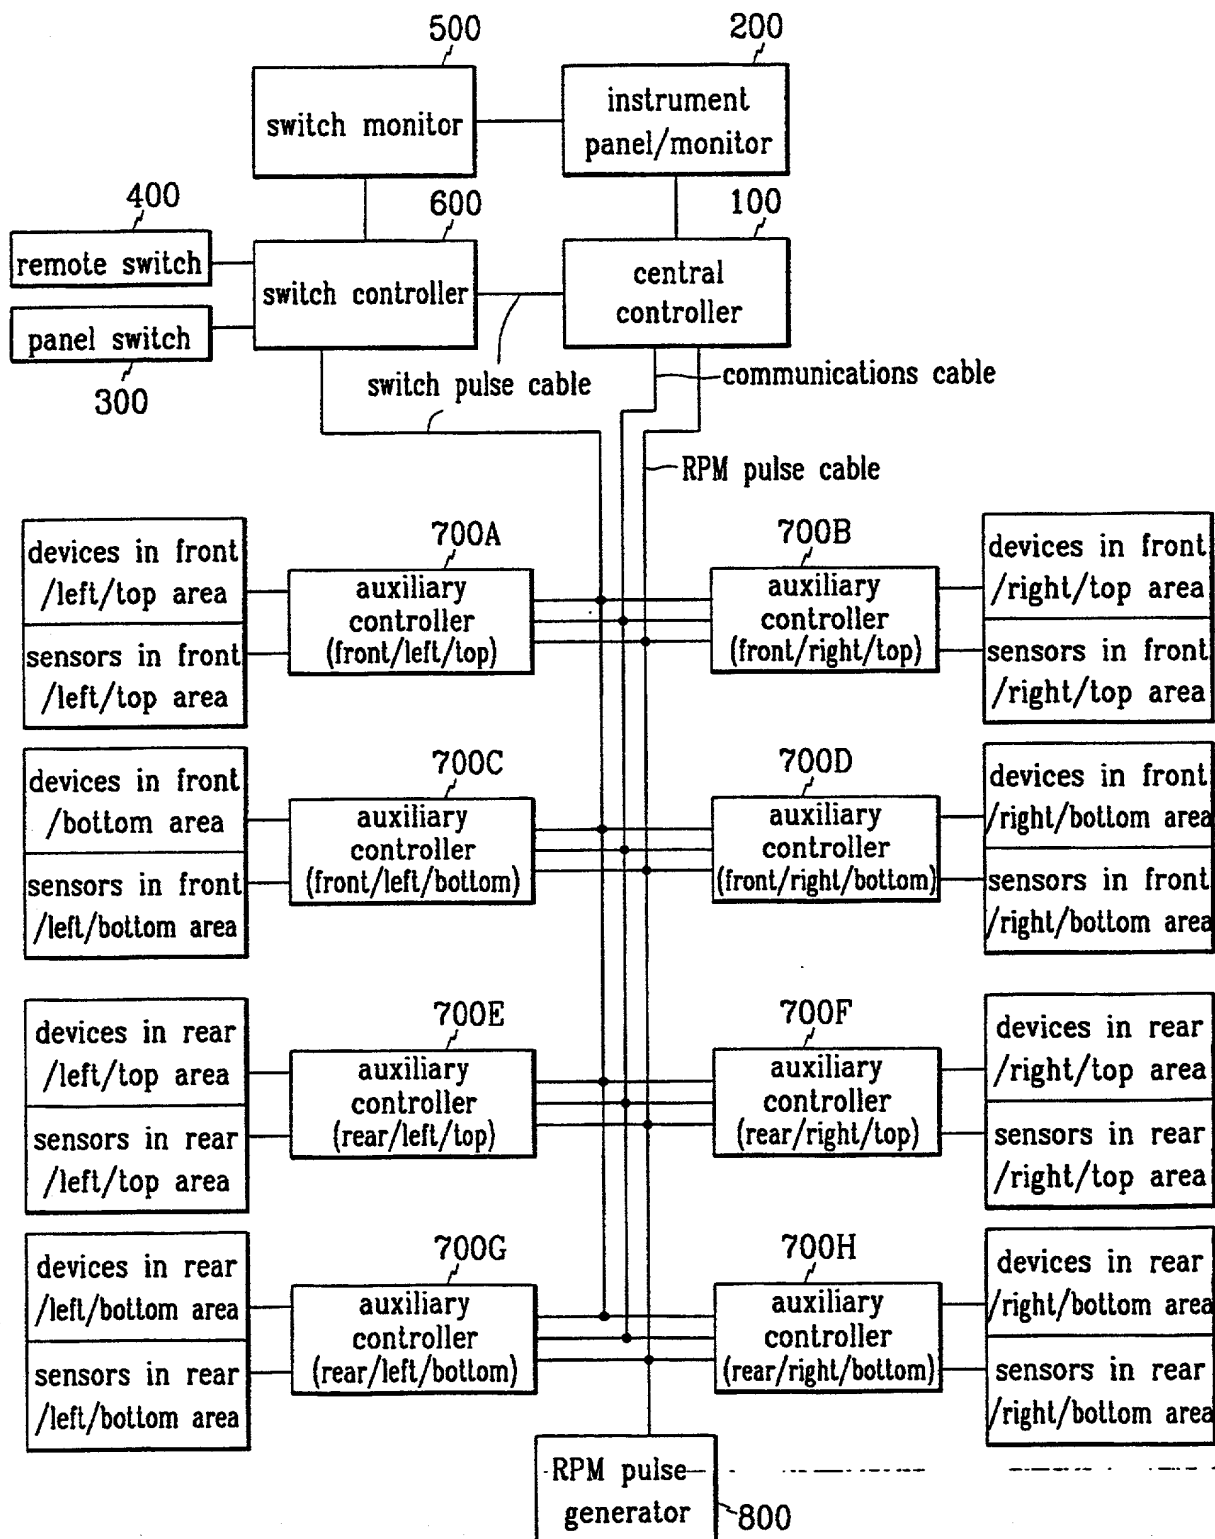 500
200
switch monitor
instrument
panel/monitor
400
600
100
remote switch
switch controller
central
controller
panel switch
300
switch pulse cable
communications cable
RPM pulse cable
700A
700B
devices in front
/left/top area
sensors in front
/left/top area
auxiliary
controller
(front/left/top)
auxiliary
controller
(front/right/top)
devices in front
/right/top area
sensors in front
/right/top area
700C
700D
devices in front
/bottom area
sensors in front
/left/bottom area
auxiliary
controller
(front/left/bottom)
auxiliary
controller
(front/right/bottom)
devices in front
/right/bottom area
sensors in front
/right/bottom area
700E
700F
devices in rear
/left/top area
sensors in rear
/left/top area
auxiliary
controller
(rear/left/top)
auxiliary
controller
(rear/right/top)
devices in rear
/right/top area
sensors in rear
/right/top area
700G
700H
devices in rear
/left/bottom area
sensors in rear
/left/bottom area
auxiliary
controller
(rear/left/bottom)
auxiliary
controller
(rear/right/bottom)
devices in rear
/right/bottom area
sensors in rear
/right/bottom area
RPM pulse
generator
800